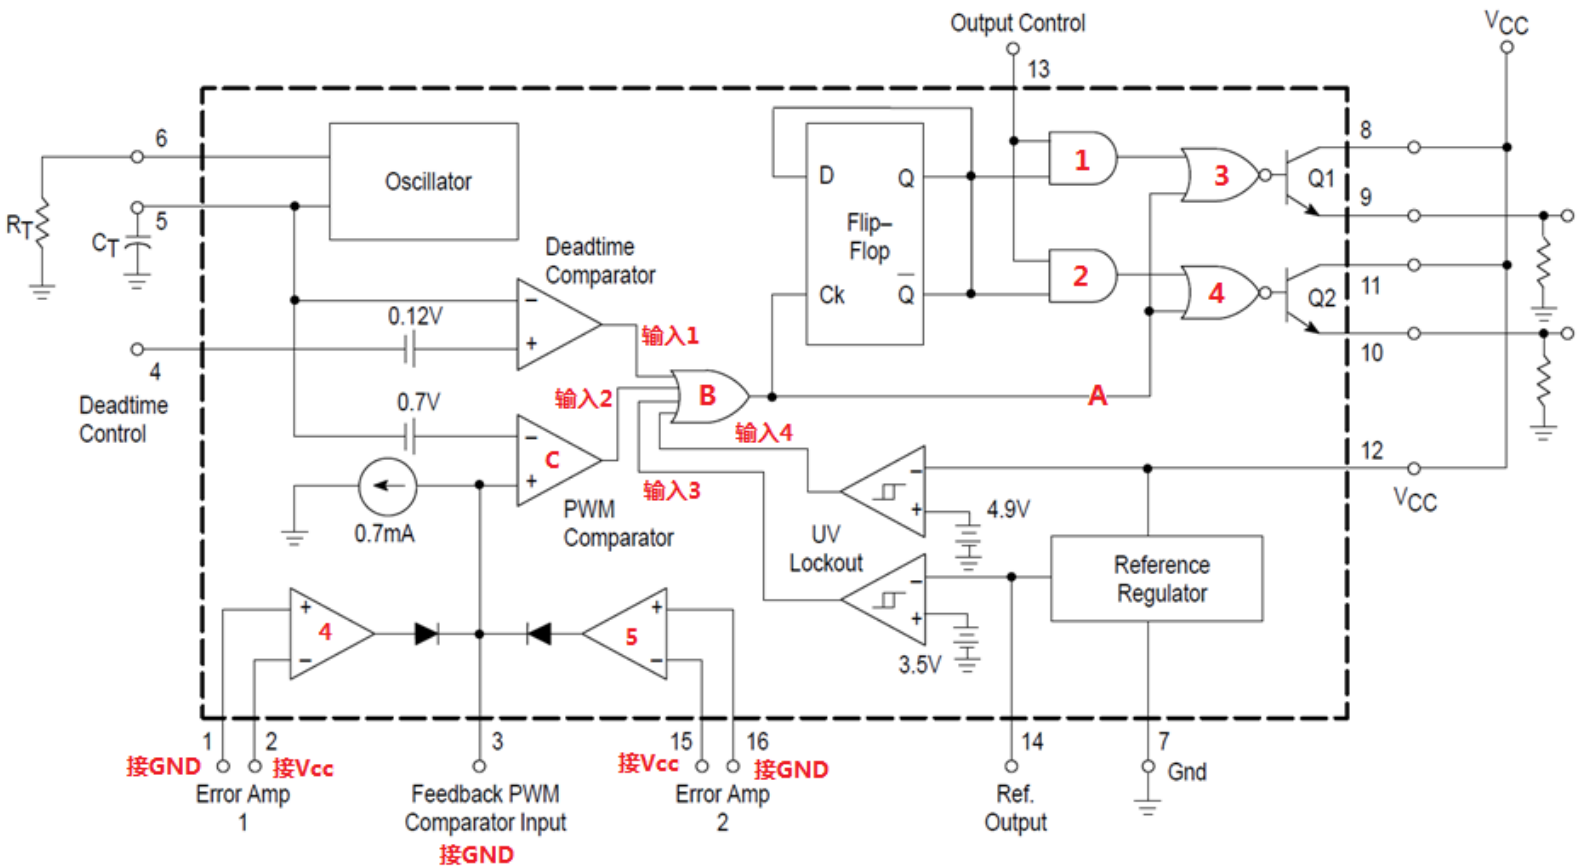 Output Control
13
VCC
6
Oscillator
5
RT
CT
Deadtime
Comparator
−
+
0.12V
4
Deadtime
Control
0.7V
输入1
输入2
B
输入4
输入3
−
C
+
PWM
Comparator
0.7mA
D
Q
Flip–
Flop
Ck
Q
1
2
3
4
8
Q1
9
11
Q2
10
A
12
VCC
−
+
4.9V
UV
Lockout
−
+
3.5V
Reference
Regulator
+
4
−
+
5
−
1
2
3
15
16
14
7
接GND
接Vcc
接Vcc
接GND
Gnd
Error Amp
1
Feedback PWM
Comparator Input
接GND
Error Amp
2
Ref.
Output